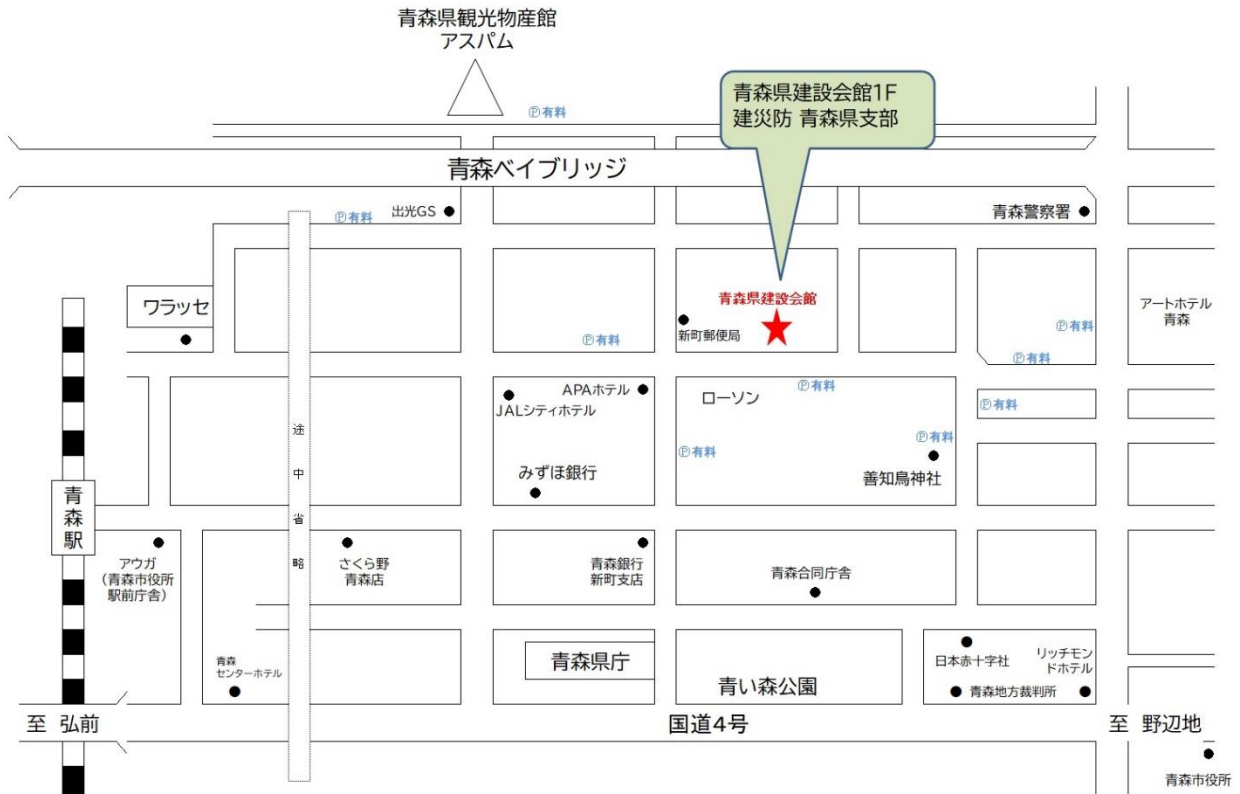 青森県観光物産館
アスパム
青森県建設会館1F
建災防 青森県支部
Ⓟ有料
青森ベイブリッジ
Ⓟ有料
出光GS
青森警察署
ワラッセ
青森県建設会館
新町郵便局
Ⓟ有料
Ⓟ有料
Ⓟ有料
アートホテル
青森
APAホテル
JALシティホテル
ローソン
Ⓟ有料
Ⓟ有料
途中省略
みずほ銀行
Ⓟ有料
Ⓟ有料
善知鳥神社
青森駅
アウガ
(青森市役所
駅前庁舎)
さくら野
青森店
青森銀行
新町支店
青森合同庁舎
青森
センターホテル
青森県庁
青い森公園
日本赤十字社
リッチモン
ドホテル
青森地方裁判所
至 弘前
国道4号
至 野辺地
青森市役所